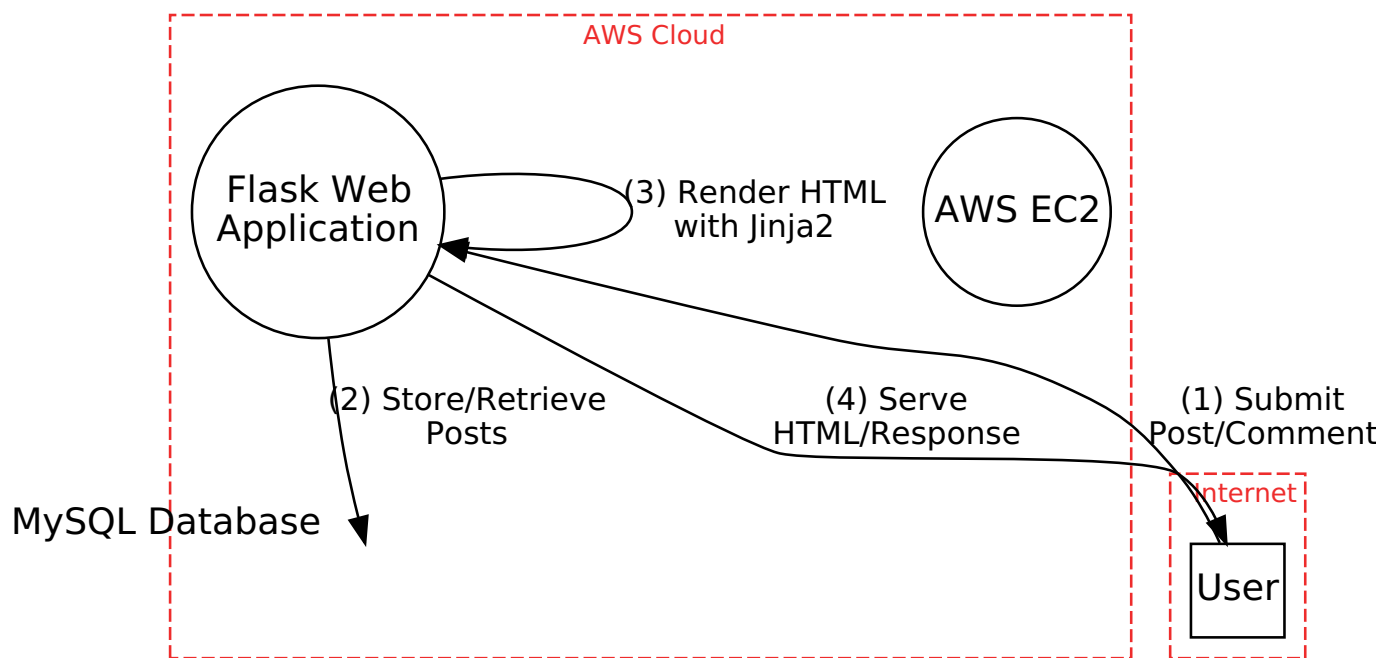 AWS Cloud
Flask Web
Application
(3) Render HTML
with Jinja2
AWS EC2
(2) Store/Retrieve
Posts
(4) Serve
HTML/Response
(1) Submit
Post/Comment
MySQL Database
Internet
User